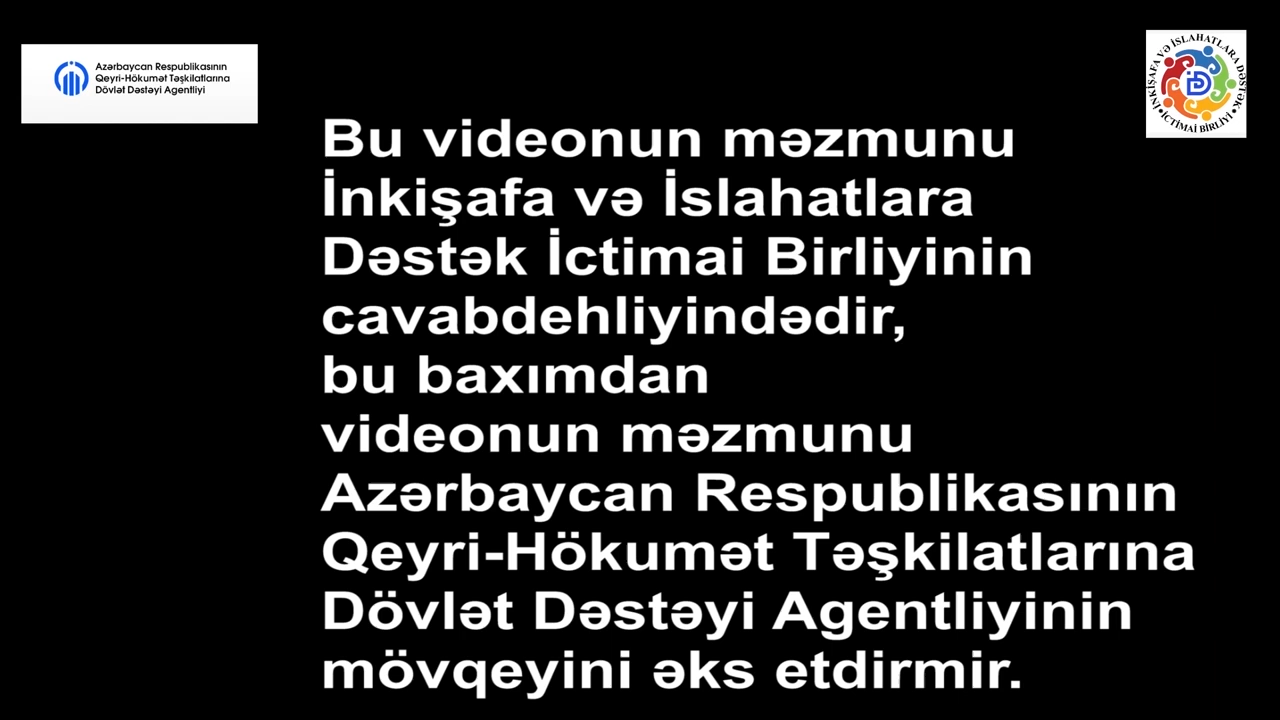 Azərbaycan Respublikasının
Qeyri-Hökumət Təşkilatlarına
Dövlət Dəstəyi Agentliyi
İNKİŞAFA VƏ İSLAHATLARA DƏSTƏK
İCTİMAİ BİRLİYİ
Bu videonun məzmunu
İnkişafa və İslahatlara
Dəstək İctimai Birliyinin
cavabdehliyindədir,
bu baxımdan
videonun məzmunu
Azərbaycan Respublikasının
Qeyri-Hökumət Təşkilatlarına
Dövlət Dəstəyi Agentliyinin
mövqeyini əks etdirmir.